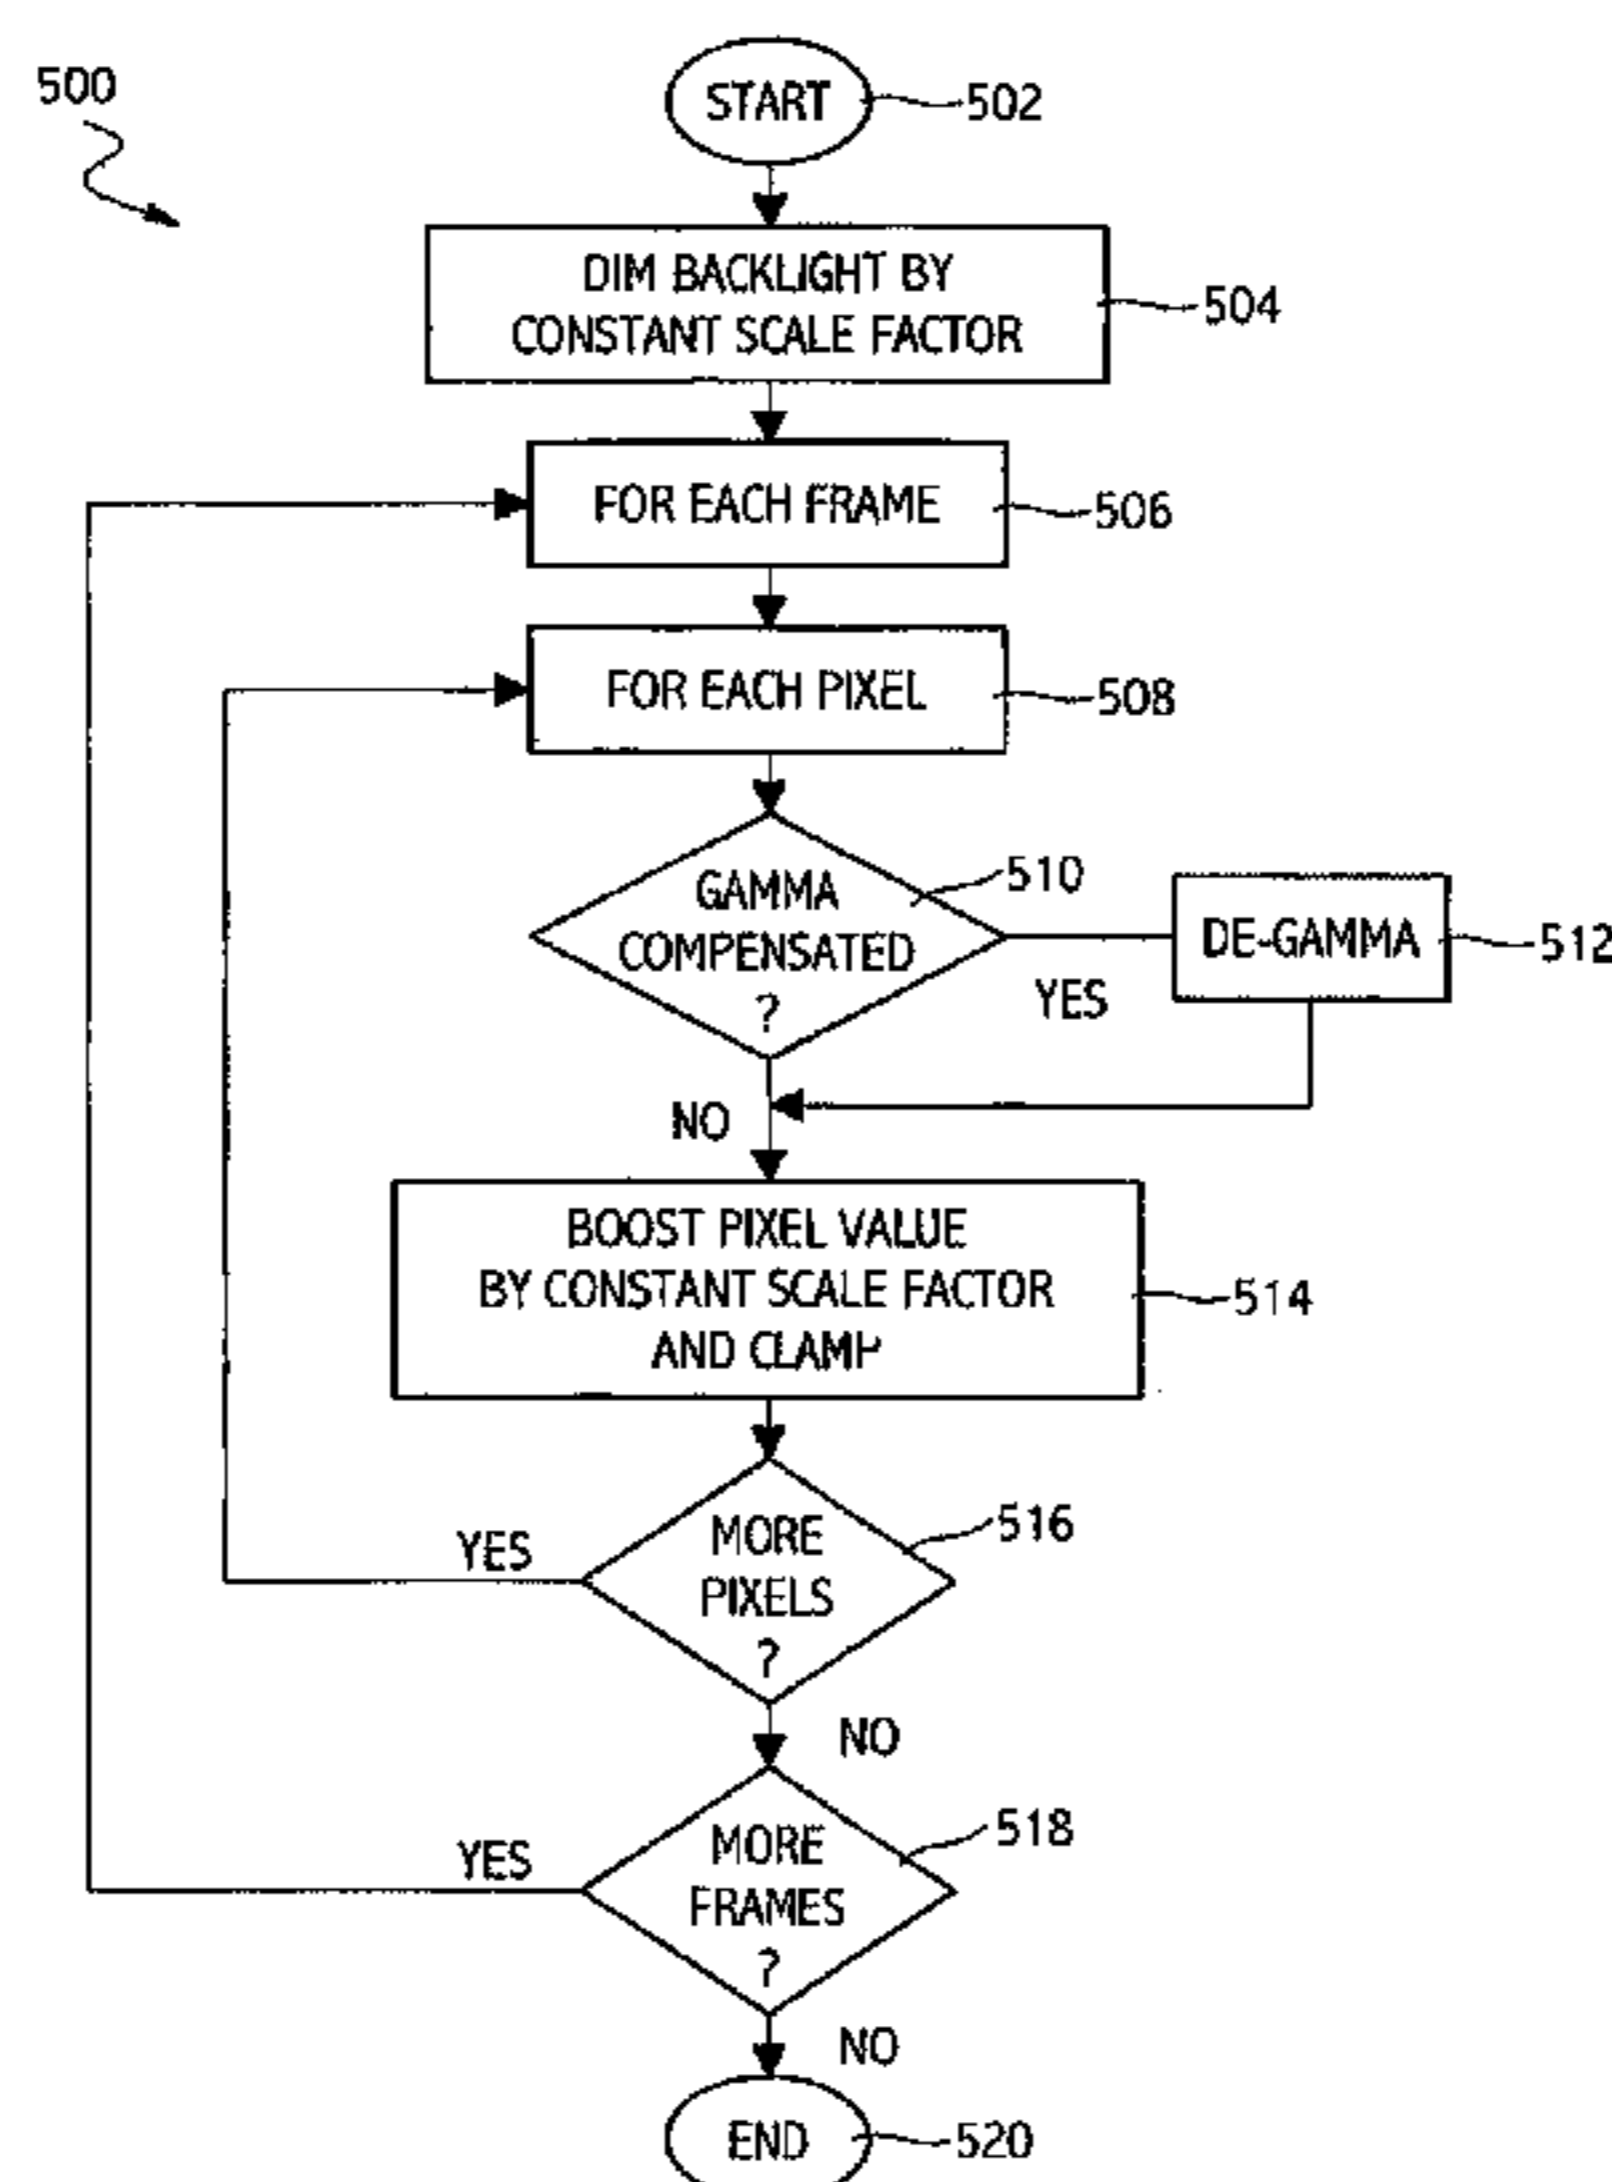 500
START
502
DIM BACKLIGHT BY
CONSTANT SCALE FACTOR
504
FOR EACH FRAME
506
FOR EACH PIXEL
508
GAMMA
COMPENSATED
?
510
YES
DE-GAMMA
512
NO
BOOST PIXEL VALUE
BY CONSTANT SCALE FACTOR
AND CLAMP
514
MORE
PIXELS
?
516
YES
NO
MORE
FRAMES
?
518
YES
NO
END
520